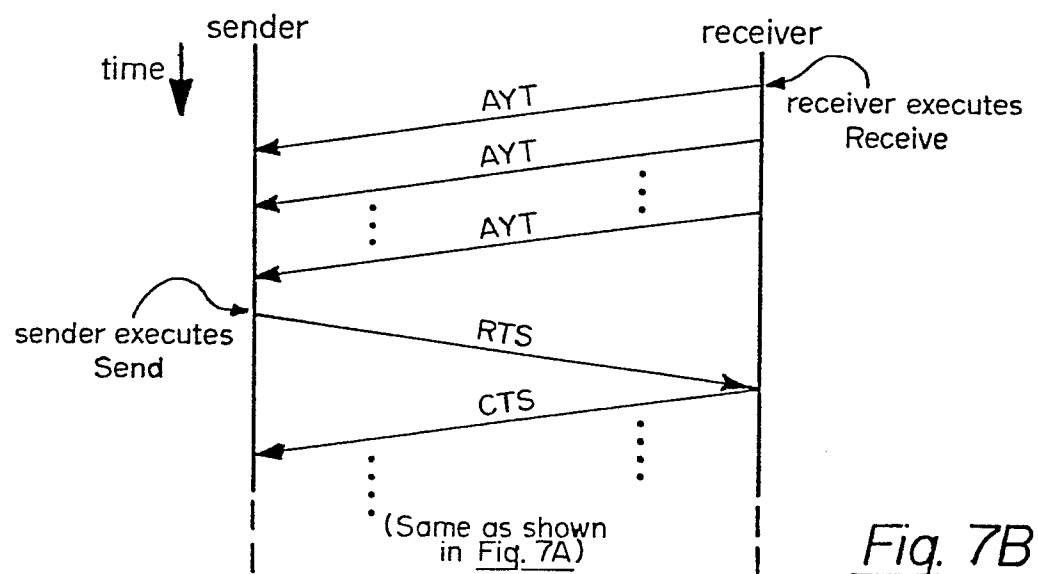 sender
receiver
time
AYT
receiver executes
Receive
AYT
AYT
sender executes
Send
RTS
CTS
(Same as shown
in Fig. 7A)
Fig. 7B